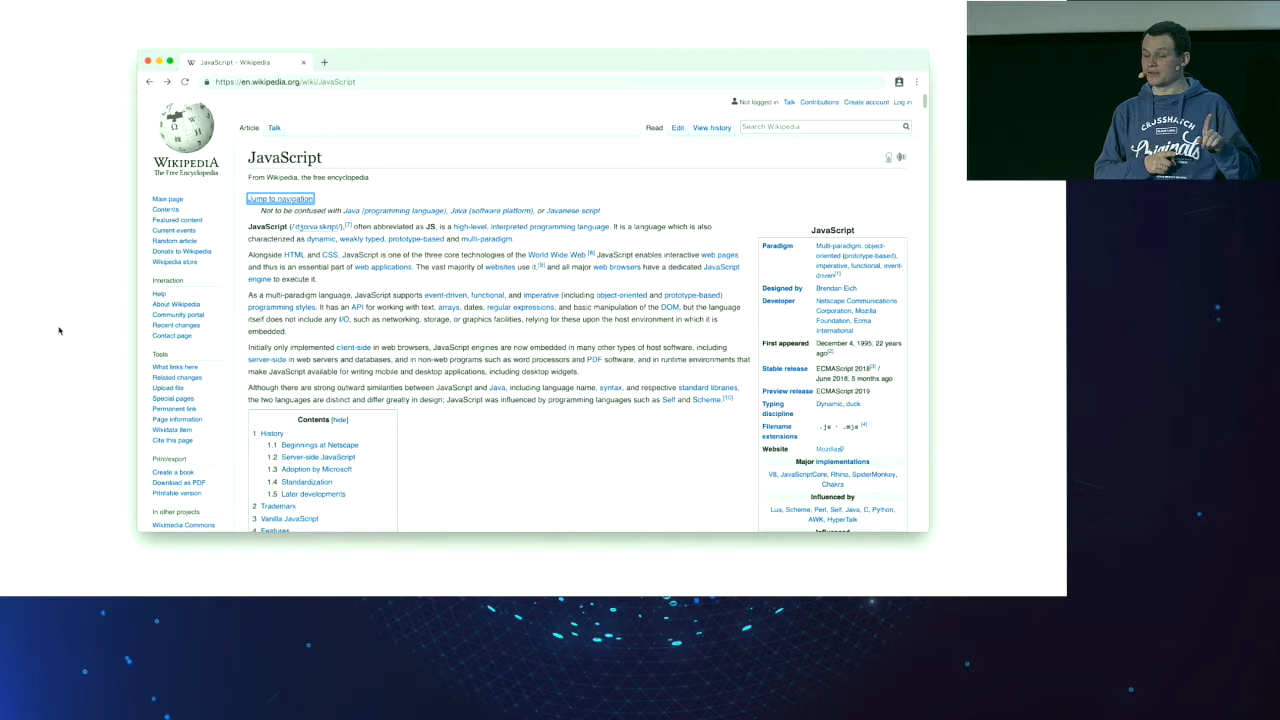 JavaScript - Wikipedia
https://en.wikipedia.org/wiki/JavaScript
Not logged in Talk Contributions Create account Log in
Article Talk
Read Edit View history Search Wikipedia
WIKIPEDIA
The Free Encyclopedia
Main page
Contents
Featured content
Current events
Random article
Donate to Wikipedia
Wikipedia store
Interaction
Help
About Wikipedia
Community portal
Recent changes
Contact page
Tools
What links here
Related changes
Upload file
Special pages
Permanent link
Page information
Wikidata item
Cite this page
Print/export
Create a book
Download as PDF
Printable version
In other projects
Wikimedia Commons
JavaScript
From Wikipedia, the free encyclopedia
Jump to navigation
Not to be confused with Java (programming language), Java (software platform), or Javanese script.
JavaScript (/ˈdʒɑːvəˌskrɪpt/),[7] often abbreviated as JS, is a high-level, interpreted programming language. It is a language which is also
characterized as dynamic, weakly typed, prototype-based and multi-paradigm.
Alongside HTML and CSS, JavaScript is one of the three core technologies of the World Wide Web.[8] JavaScript enables interactive web pages
and thus is an essential part of web applications. The vast majority of websites use it,[9] and all major web browsers have a dedicated JavaScript
engine to execute it.
As a multi-paradigm language, JavaScript supports event-driven, functional, and imperative (including object-oriented and prototype-based)
programming styles. It has an API for working with text, arrays, dates, regular expressions, and basic manipulation of the DOM, but the language
itself does not include any I/O, such as networking, storage, or graphics facilities, relying for these upon the host environment in which it is
embedded.
Initially only implemented client-side in web browsers, JavaScript engines are now embedded in many other types of host software, including
server-side in web servers and databases, and in non-web programs such as word processors and PDF software, and in runtime environments that
make JavaScript available for writing mobile and desktop applications, including desktop widgets.
Although there are strong outward similarities between JavaScript and Java, including language name, syntax, and respective standard libraries,
the two languages are distinct and differ greatly in design; JavaScript was influenced by programming languages such as Self and Scheme.[10]
Contents [hide]
1 History
1.1 Beginnings at Netscape
1.2 Server-side JavaScript
1.3 Adoption by Microsoft
1.4 Standardization
1.5 Later developments
2 Trademark
3 Vanilla JavaScript
4 Features
JavaScript
Paradigm Multi-paradigm: object-
oriented (prototype-based),
imperative, functional, event-
driven[1]
Designed by Brendan Eich
Developer Netscape Communications
Corporation, Mozilla
Foundation, Ecma
International
First appeared December 4, 1995; 22 years
ago[2]
Stable release ECMAScript 2018[3] /
June 2018; 5 months ago
Preview release ECMAScript 2019
Typing Dynamic, duck
discipline
Filename .js · .mjs [4]
extensions
Website Mozilla
Major implementations
V8, JavaScriptCore, Rhino, SpiderMonkey,
Chakra
Influenced by
Lua, Scheme, Perl, Self, Java, C, Python,
AWK, HyperTalk
Influenced
CROSSHATCH
Originals